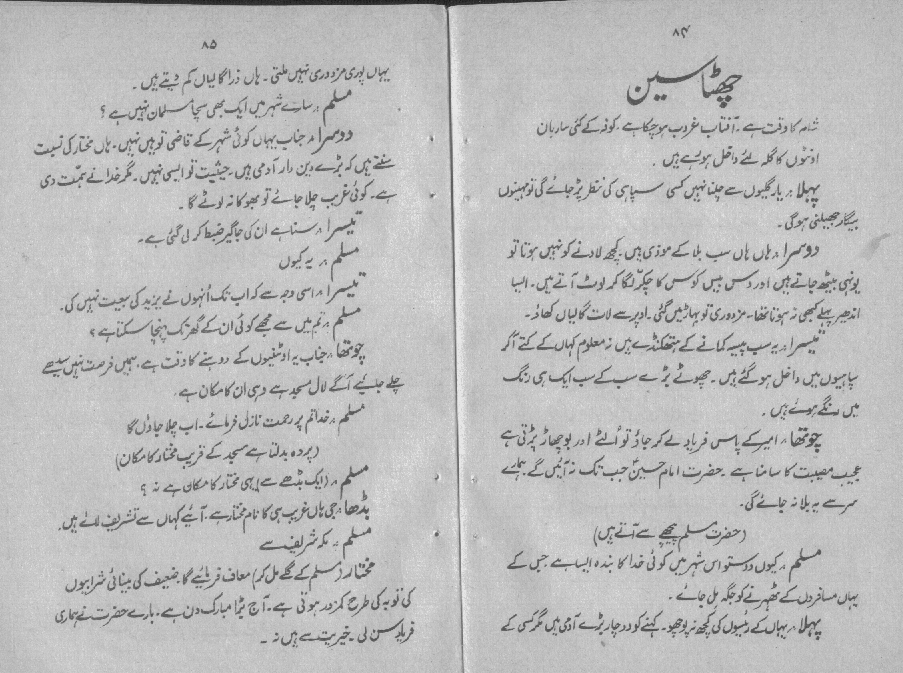 ۸۴
چھٹا سین
شام کا وقت ہے۔ آفتاب غروب ہوچکا ہے۔ کوفہ کے کئی ساربان
اونٹوں کا گلہ لئے داخل ہوئے ہیں۔
پہلا :۔ یار گلیوں سے چلنا نہیں کسی سپاہی کی نظر پڑ جائے گی تو مہینوں
بیگار جھیلنی ہوگی۔
دوسرا :۔ ہاں ہاں سب بلا کے موذی ہیں۔ کچھ لادنے کو نہیں ہوتا تو
یونہی بیٹھ جاتے ہیں اور دس بیس کوس کا چکر لگا کر لوٹ آتے ہیں۔ ایسا
اندھیر پہلے کبھی نہ ہوتا تھا۔ مزدوری تو بھاڑ میں گئی۔ اوپر سے لات گالیاں کھاؤ۔
تیسرا :۔ یہ سب پیسہ کمانے کے ہتھکنڈے ہیں نہ معلوم کہاں کے کتے آکر
سپاہیوں میں داخل ہوگئے ہیں۔ چھوٹے بڑے سب کے سب ایک ہی رنگ
میں رنگے ہوئے ہیں۔
چوتھا :۔ امیر کے پاس فریاد لے کر جاؤ تو اُلٹے اور بوچھاڑ پڑتی ہے
عجیب مصیبت کا سامنا ہے۔ حضرت امام حسینؑ جب تک نہ آئیں گے ہمارے
سر سے یہ بلا نہ جائے گی۔
(حضرت مسلم پیچھے سے آتے ہیں)
مسلم :۔ کیوں دوستو اس شہر میں کوئی خدا کا بندہ ایسا ہے جس کے
یہاں مسافروں کے ٹھہرنے کو جگہ مل جائے۔
پہلا :۔ یہاں کے رئیسوں کی کچھ نہ پوچھو۔ کہنے کو دو چار بڑے آدمی ہیں مگر کسی کے
۸۵
یہاں پوری مزدوری نہیں ملتی۔ ہاں ذرا گالیاں کم دیتے ہیں۔
مسلم :۔ سارے شہر میں ایک بھی سچا مسلمان نہیں ہے ؟
دوسرا :۔ جناب یہاں کوئی شہر کے قاضی تو ہیں نہیں۔ ہاں مختار کی نسبت
سنتے ہیں کہ بڑے دین دار آدمی ہیں۔ حیثیت تو ایسی نہیں۔ مگر خدا نے ہمت دی
ہے۔ کوئی غریب چلا جائے تو بھوکا نہ لوٹے گا۔
تیسرا :۔ سنا ہے ان کی جاگیر ضبط کر لی گئی ہے۔
مسلم :۔ یہ کیوں
تیسرا :۔ اسی وجہ سے کہ اب تک اُنہوں نے یزید کی بیعت نہیں کی۔
مسلم :۔ تم میں سے مجھے کوئی ان کے گھر تک پہنچا سکتا ہے ؟
چوتھا :۔ جناب یہ اونٹنیوں کے دوہنے کا وقت ہے۔ ہمیں فرصت نہیں سیدھے
چلے جائیے آگے لال مسجد ہے وہی ان کا مکان ہے۔
مسلم :۔ خدا تم پر رحمت نازل فرمائے۔ اب چلا جاؤں گا
(پردہ بدلتا ہے مسجد کے قریب مختار کا مکان)
مسلم :۔ (ایک بڈھے سے) یہی مختار کا مکان ہے نہ ؟
بڈھا :۔ جی ہاں غریب ہی کا نام مختار ہے۔ آئیے کہاں سے تشریف لائے ہیں
مسلم :۔ مکہ شریف سے
مختار :۔ (مسلم کے گلے مل کر) معاف فرمائیے گا۔ ضعیف کی بینائی شرابیوں
کی توبہ کی طرح کمزور ہوتی ہے۔ آج بڑا مبارک دن ہے۔ بارے حضرت نے ہماری
فریاد سن لی۔ خیریت سے ہیں نہ۔